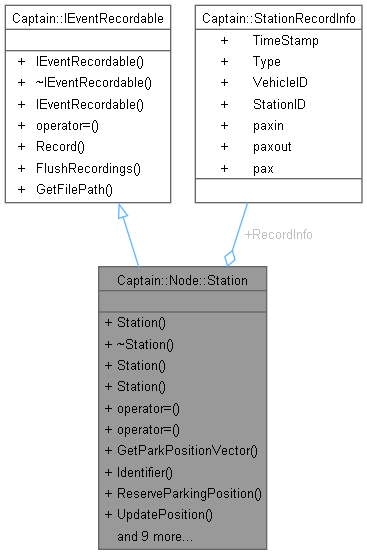 Captain::IEventRecordable
+ IEventRecordable()
+ ~IEventRecordable()
+ IEventRecordable()
+ operator=()
+ Record()
+ FlushRecordings()
+ GetFilePath()
Captain::StationRecordInfo
+ TimeStamp
+ Type
+ VehicleID
+ StationID
+ paxin
+ paxout
+ pax
+RecordInfo
Captain::Node::Station
+ Station()
+ ~Station()
+ Station()
+ Station()
+ operator=()
+ operator=()
+ GetParkPositionVector()
+ Identifier()
+ ReserveParkingPosition()
+ UpdatePosition()
and 9 more...